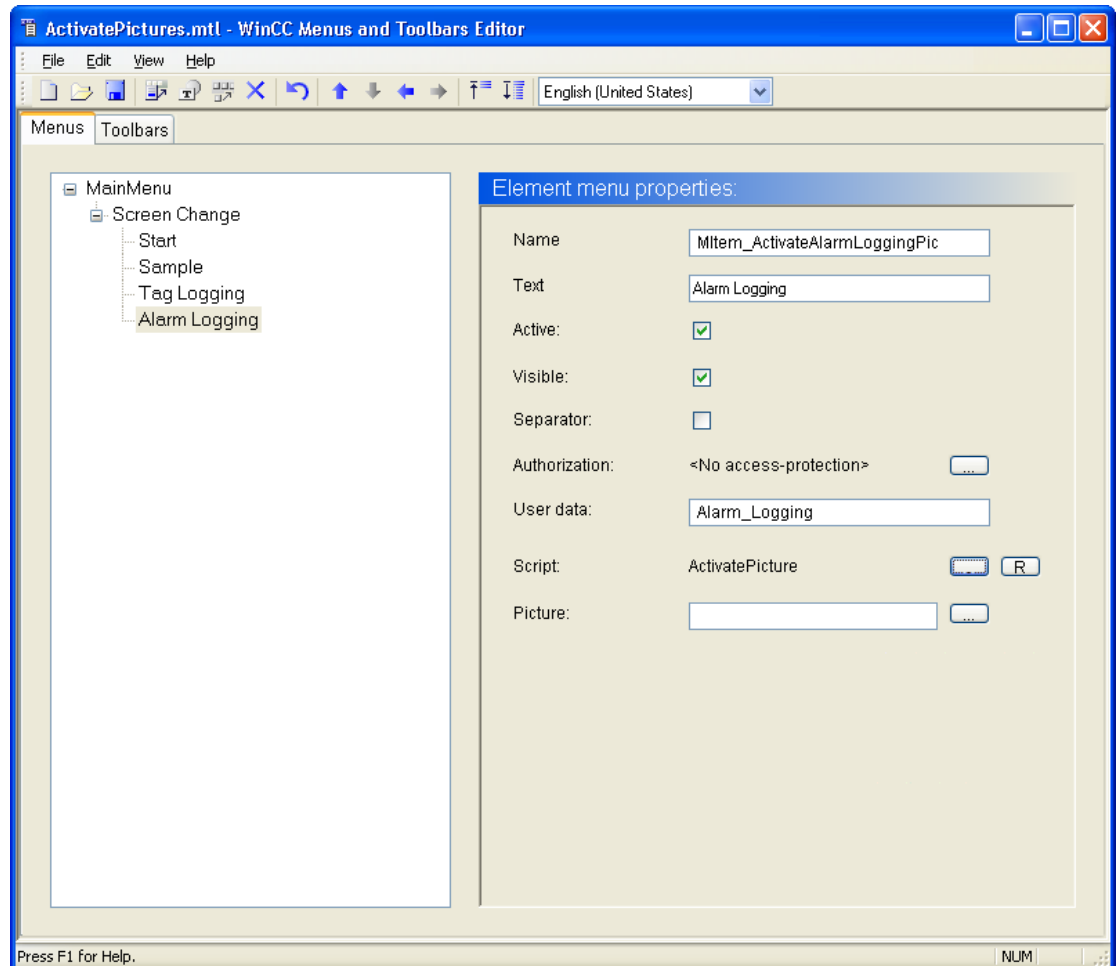 ActivatePictures.mtl - WinCC Menus and Toolbars Editor
File Edit View Help
English (United States)
Menus Toolbars
MainMenu
Screen Change
Start
Sample
Tag Logging
Alarm Logging
Element menu properties:
Name MItem_ActivateAlarmLoggingPic
Text Alarm Logging
Active:
Visible:
Separator:
Authorization: <No access-protection> ...
User data: Alarm_Logging
Script: ActivatePicture ... R
Picture: ...
Press F1 for Help. NUM